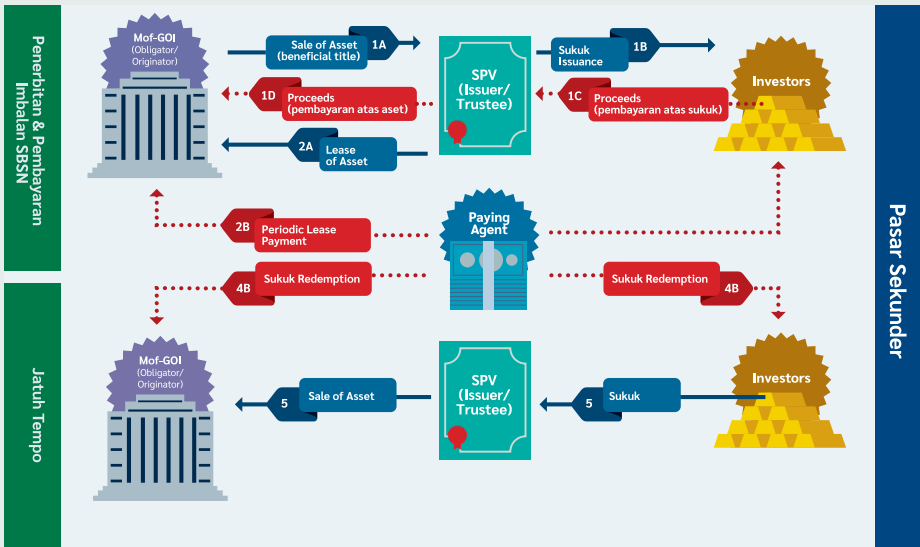 Penerbitan & Pembayaran
Imbalan SBSN
Mof-GOI
(Obligator/
Originator)
Sale of Asset
(beneficial title)
1A
SPV
(Issuer/
Trustee)
Sukuk
Issuance
1B
Investors
1D
Proceeds
(pembayaran atas aset)
1C
Proceeds
(pembayaran atas sukuk)
2A
Lease
of Asset
2B
Periodic Lease
Payment
Paying
Agent
4B
Sukuk Redemption
Sukuk Redemption
4B
Jatuh Tempo
Mof-GOI
(Obligator/
Originator)
5
Sale of Asset
SPV
(Issuer/
Trustee)
5
Sukuk
Investors
Pasar Sekunder